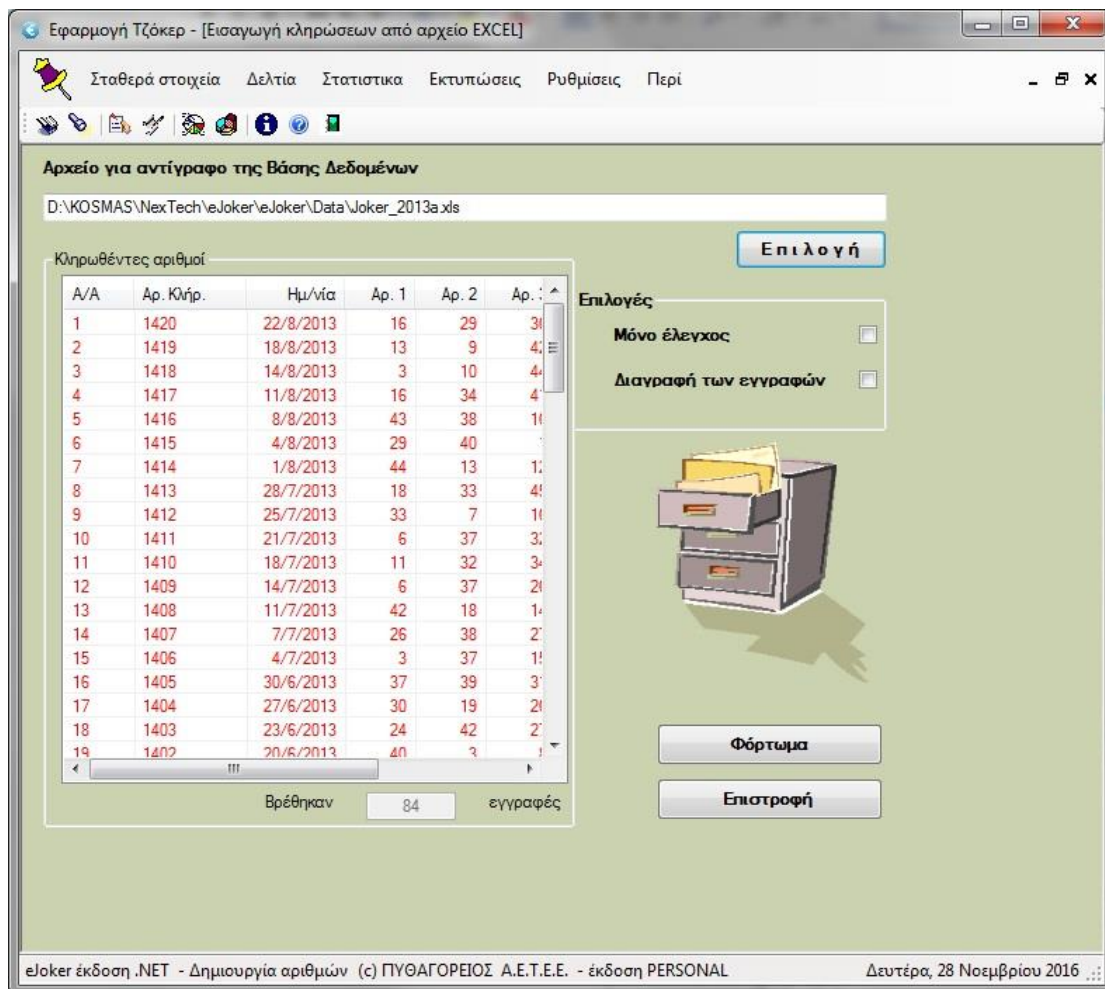 Εφαρμογή Τζόκερ - [Εισαγωγή κληρώσεων από αρχείο EXCEL]
Σταθερά στοιχεία Δελτία Στατιστικα Εκτυπώσεις Ρυθμίσεις Περί
Αρχείο για αντίγραφο της Βάσης Δεδομένων
D:\KOSMAS\NexTech\eJoker\eJoker\Data\Joker_2013a.xls
Επιλογή
Κληρωθέντες αριθμοί
Α/Α Αρ. Κλήρ. Ημ/νία Αρ. 1 Αρ. 2 Αρ.
1 1420 22/8/2013 16 29
2 1419 18/8/2013 13 9
3 1418 14/8/2013 3 10
4 1417 11/8/2013 16 34
5 1416 8/8/2013 43 38
6 1415 4/8/2013 29 40
7 1414 1/8/2013 44 13
8 1413 28/7/2013 18 33
9 1412 25/7/2013 33 7
10 1411 21/7/2013 6 37
11 1410 18/7/2013 11 32
12 1409 14/7/2013 6 37
13 1408 11/7/2013 42 18
14 1407 7/7/2013 26 38
15 1406 4/7/2013 3 37
16 1405 30/6/2013 37 39
17 1404 27/6/2013 30 19
18 1403 23/6/2013 24 42
19 1402 20/6/2013 40 3
Βρέθηκαν 84 εγγραφές
Επιλογές
Μόνο έλεγχος
Διαγραφή των εγγραφών
Φόρτωμα
Επιστροφή
eJoker έκδοση .NET - Δημιουργία αριθμών (c) ΠΥΘΑΓΟΡΕΙΟΣ Α.Ε.Τ.Ε.Ε. - έκδοση PERSONAL Δευτέρα, 28 Νοεμβρίου 2016